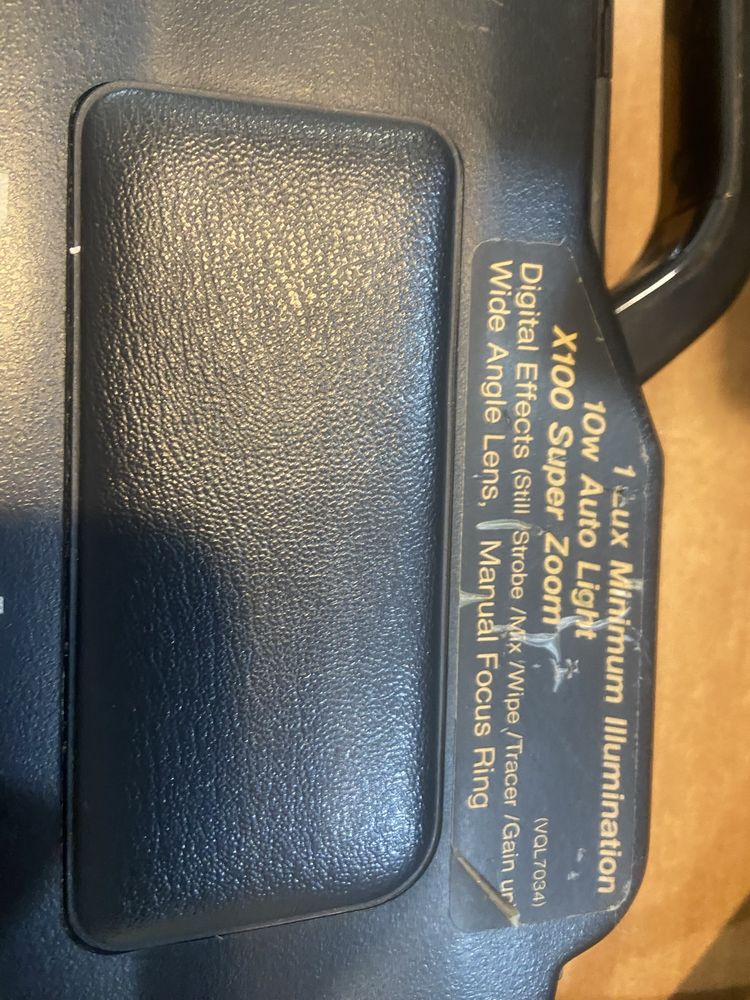 1 Lux Minimum Illumination
10w Auto Light
X100 Super Zoom
(VQL7034)
Digital Effects (Still / Strobe /Mix /Wipe /Tracer /Gain up
Wide Angle Lens, Manual Focus Ring